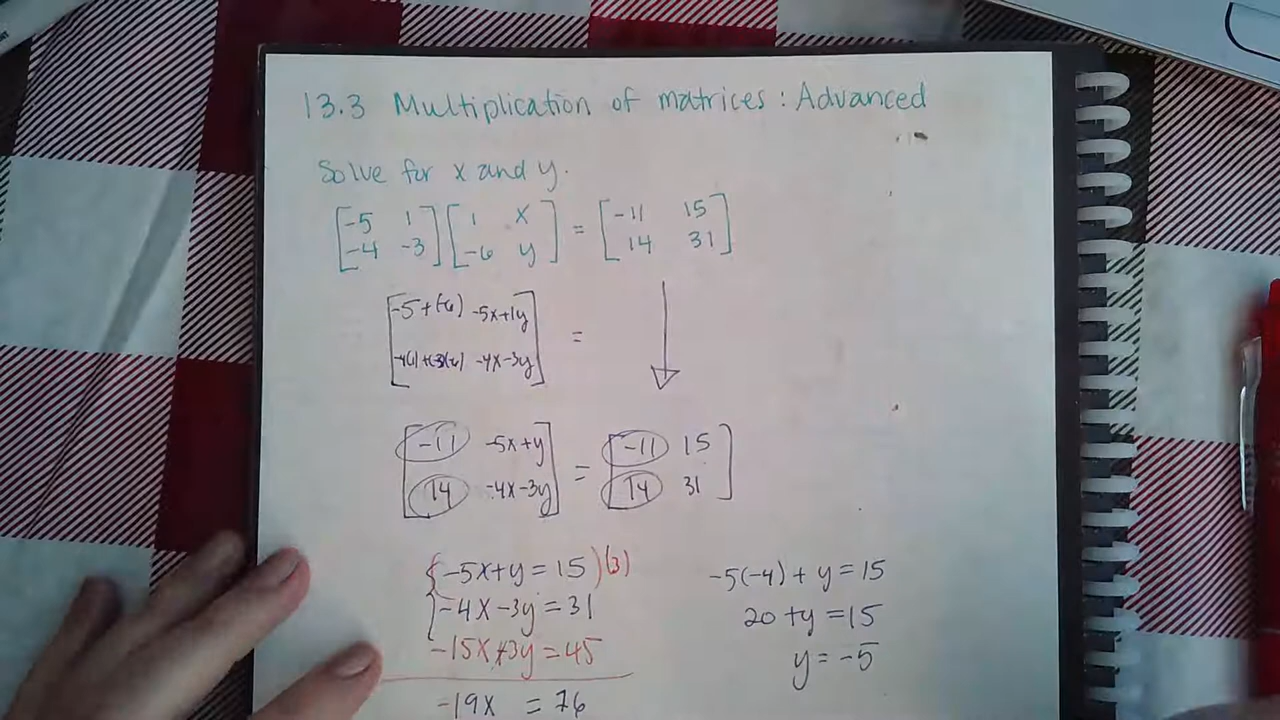 13.3 Multiplication of matrices: Advanced
Solve for x and y.
[-5 1] [1 x] = [-11 15]
[-4 -3] [-6 y] [14 31]
[-5+(-6) -5x+1y] =
[-4(1)+(-3)(-6) -4x-3y]
[-11 -5x+y] = [-11 15]
[14 -4x-3y] [14 31]
{-5x+y=15)(3)
{-4x-3y=31
-15x+3y=45
-19x = 76
-5(-4)+y=15
20+y=15
y=-5